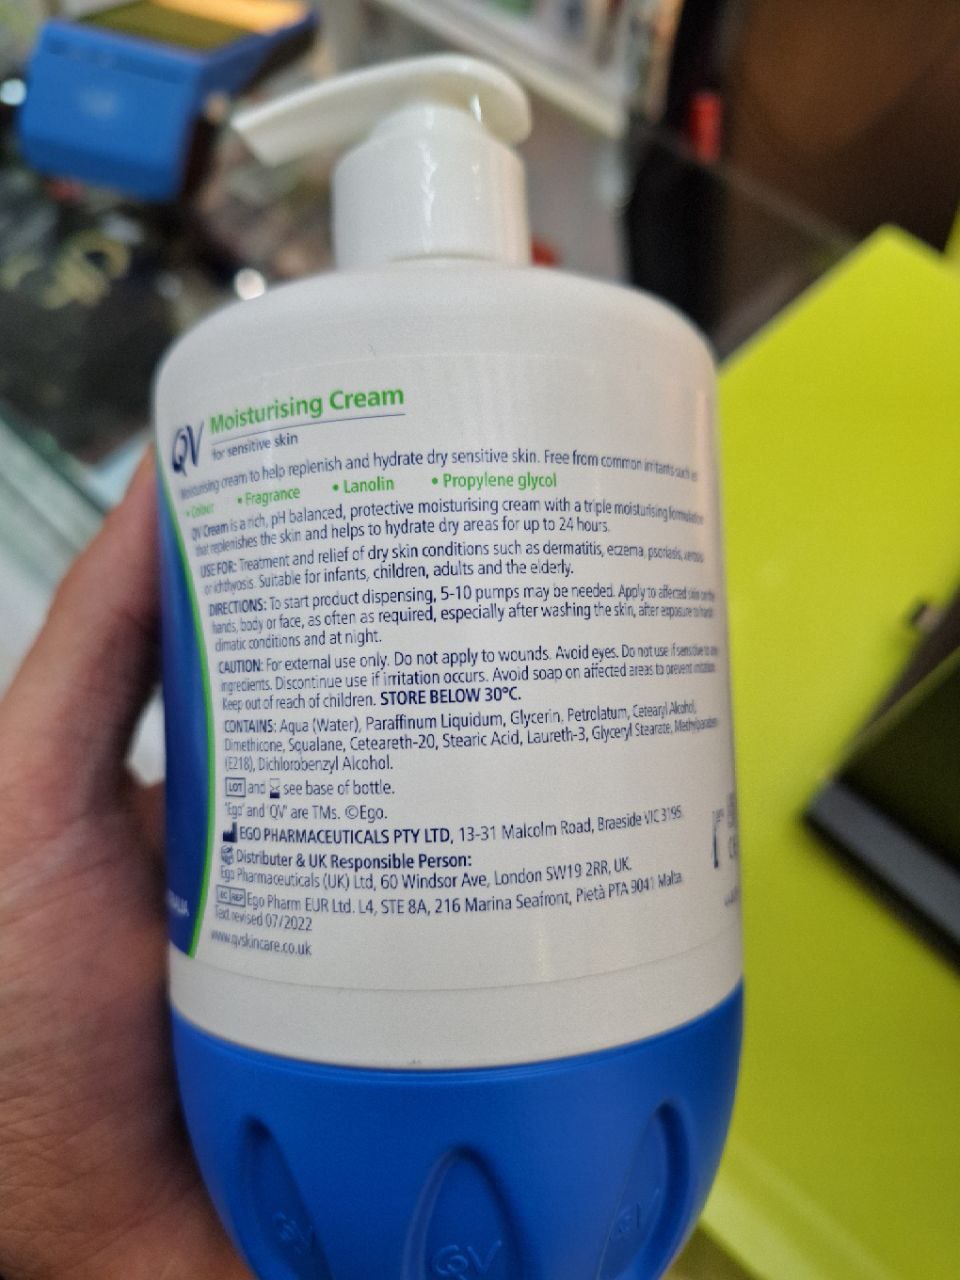 QV Moisturising Cream
for sensitive skin
Moisturising cream to help replenish and hydrate dry sensitive skin. Free from common irritants such as
• Colour • Fragrance • Lanolin • Propylene glycol
QV Cream is a rich, pH balanced, protective moisturising cream with a triple moisturising formulation
that replenishes the skin and helps to hydrate dry areas for up to 24 hours.
USE FOR: Treatment and relief of dry skin conditions such as dermatitis, eczema, psoriasis, xerosis
or ichthyosis. Suitable for infants, children, adults and the elderly.
DIRECTIONS: To start product dispensing, 5-10 pumps may be needed. Apply to affected skin on the
hands, body or face, as often as required, especially after washing the skin, after exposure to harsh
climatic conditions and at night.
CAUTION: For external use only. Do not apply to wounds. Avoid eyes. Do not use if sensitive to any
ingredients. Discontinue use if irritation occurs. Avoid soap on affected areas to prevent irritation.
Keep out of reach of children. STORE BELOW 30°C.
CONTAINS: Aqua (Water), Paraffinum Liquidum, Glycerin, Petrolatum, Cetearyl Alcohol,
Dimethicone, Squalane, Ceteareth-20, Stearic Acid, Laureth-3, Glyceryl Stearate, Methylparaben
(E218), Dichlorobenzyl Alcohol.
LOT and see base of bottle.
'Ego' and 'QV' are TMs. ©Ego.
EGO PHARMACEUTICALS PTY LTD, 13-31 Malcolm Road, Braeside VIC 3195.
Distributer & UK Responsible Person:
Ego Pharmaceuticals (UK) Ltd, 60 Windsor Ave, London SW19 2RR, UK.
EC REP Ego Pharm EUR Ltd. L4, STE 8A, 216 Marina Seafront, Pietà PTA 9041 Malta.
Text revised 07/2022
www.qvskincare.co.uk
QV